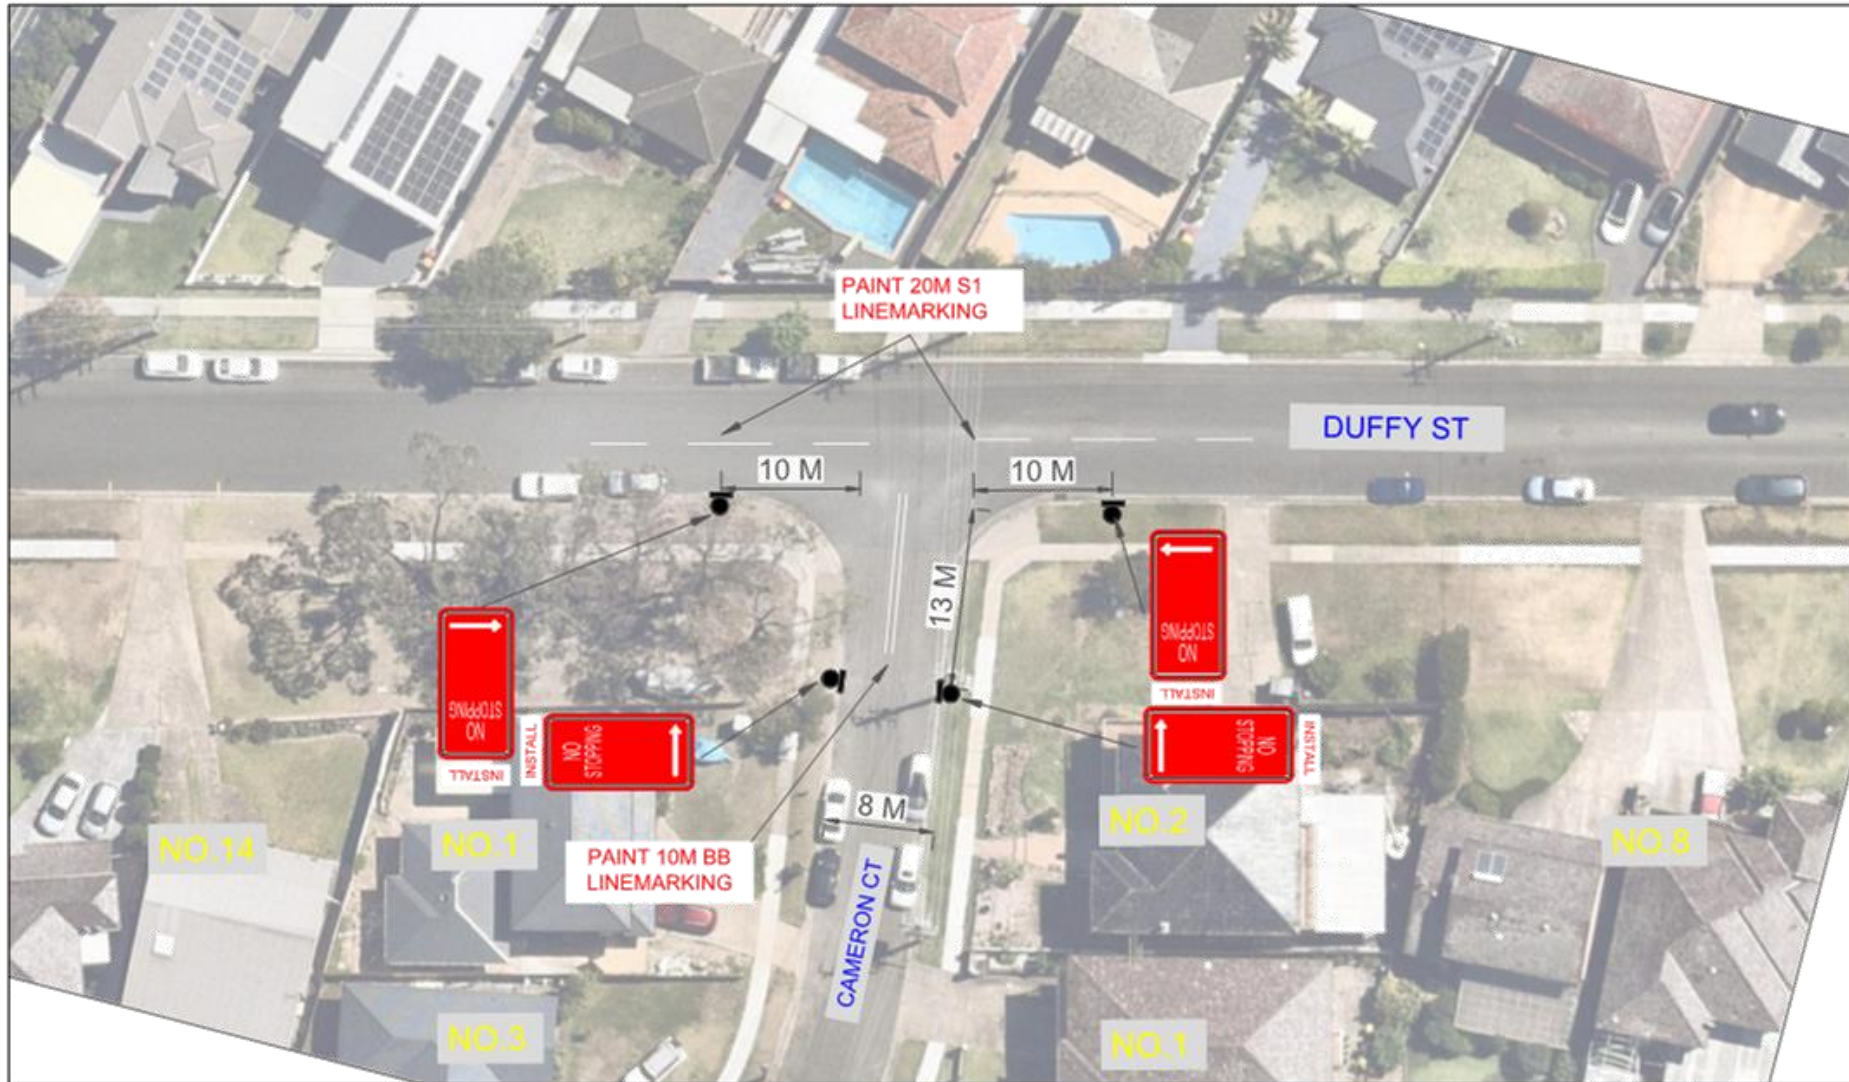 PAINT 20M S1
LINEMARKING
DUFFY ST
10 M
10 M
13 M
NO
STOPPING
INSTALL
NO
STOPPING
INSTALL
NO
STOPPING
INSTALL
NO
STOPPING
INSTALL
8 M
NO.14
NO.1
NO.2
NO.8
PAINT 10M BB
LINEMARKING
CAMERON CT
NO.3
NO.1